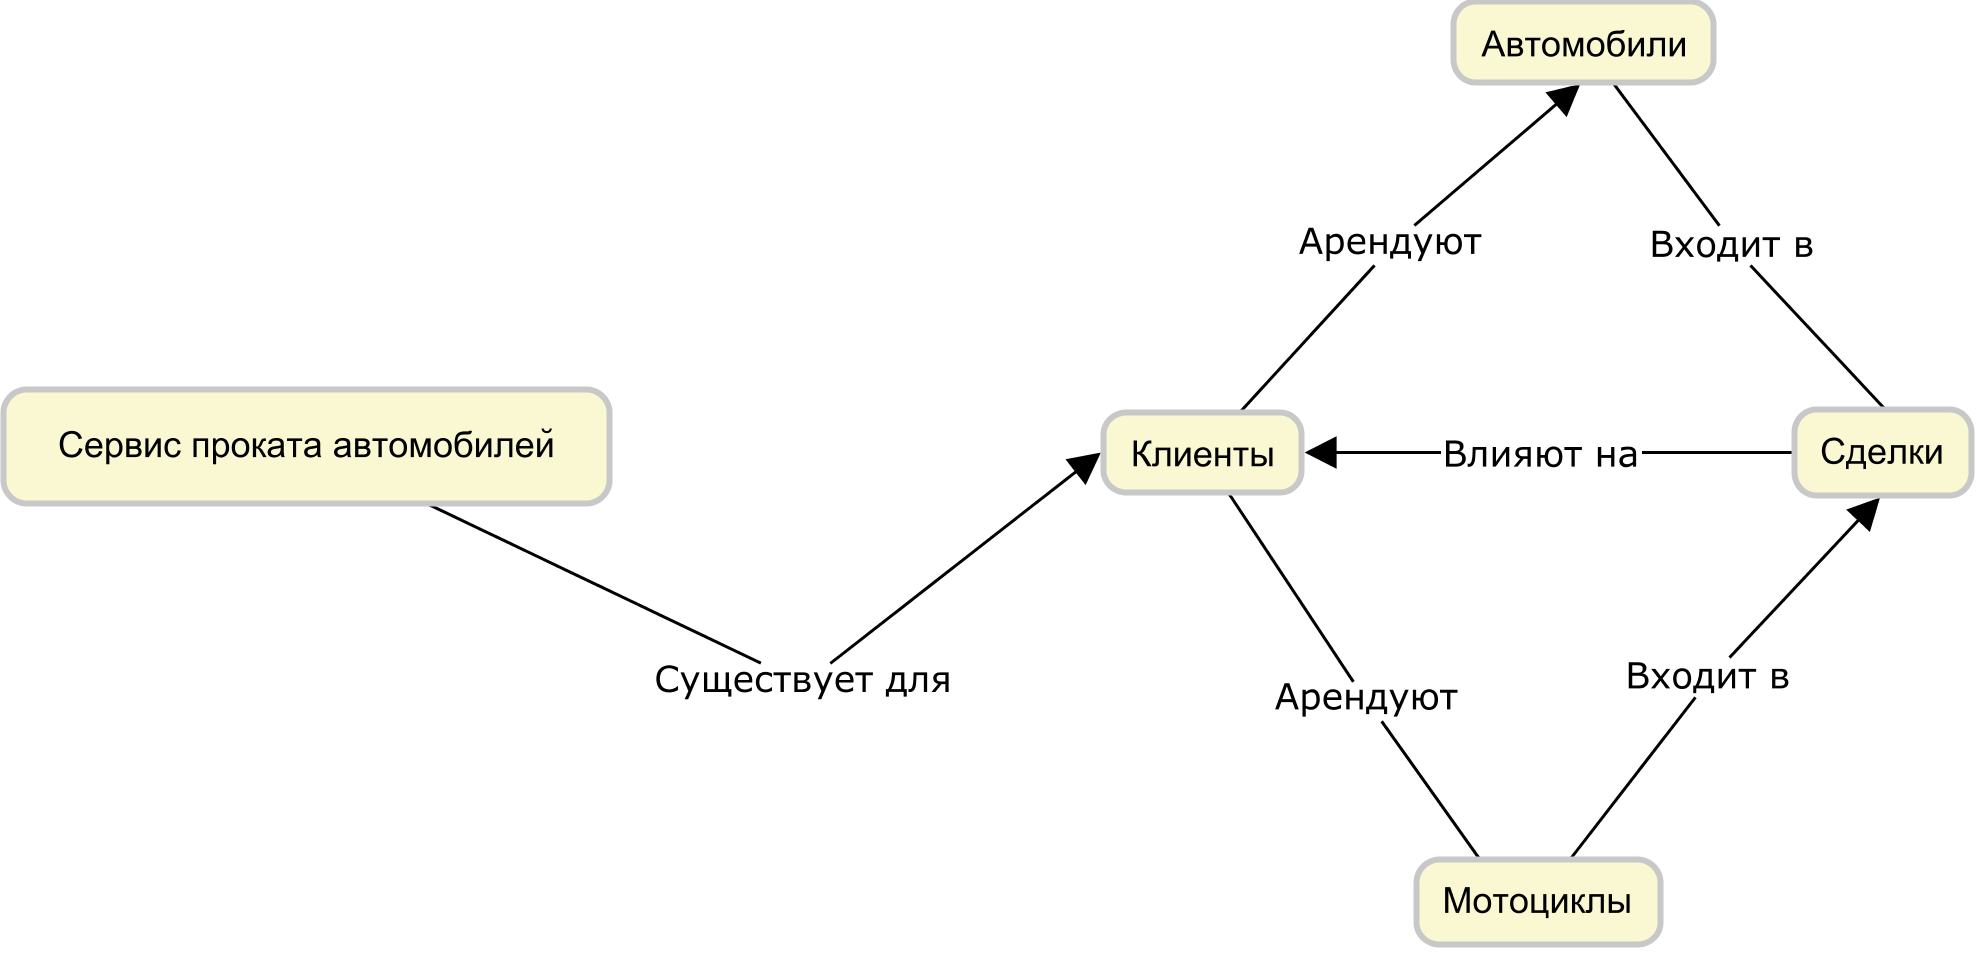 Автомобили
Арендуют
Входит в
Сервис проката автомобилей
Клиенты
Влияют на
Сделки
Существует для
Арендуют
Входит в
Мотоциклы